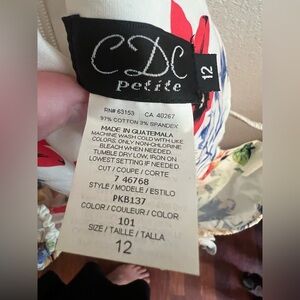 CDC
petite
12
RN# 63153 CA 40267
97% COTTON 3% SPANDEX
MADE IN GUATEMALA
MACHINE WASH COLD WITH LIKE
COLORS, ONLY NON-CHLORINE
BLEACH WHEN NEEDED.
TUMBLE DRY LOW, IRON ON
LOWEST SETTING IF NEEDED
CUT / COUPE / CORTE
7 46768
STYLE / MODELE / ESTILO
PKB137
COLOR / COULEUR / COLOR
101
SIZE / TAILLE / TALLA
12